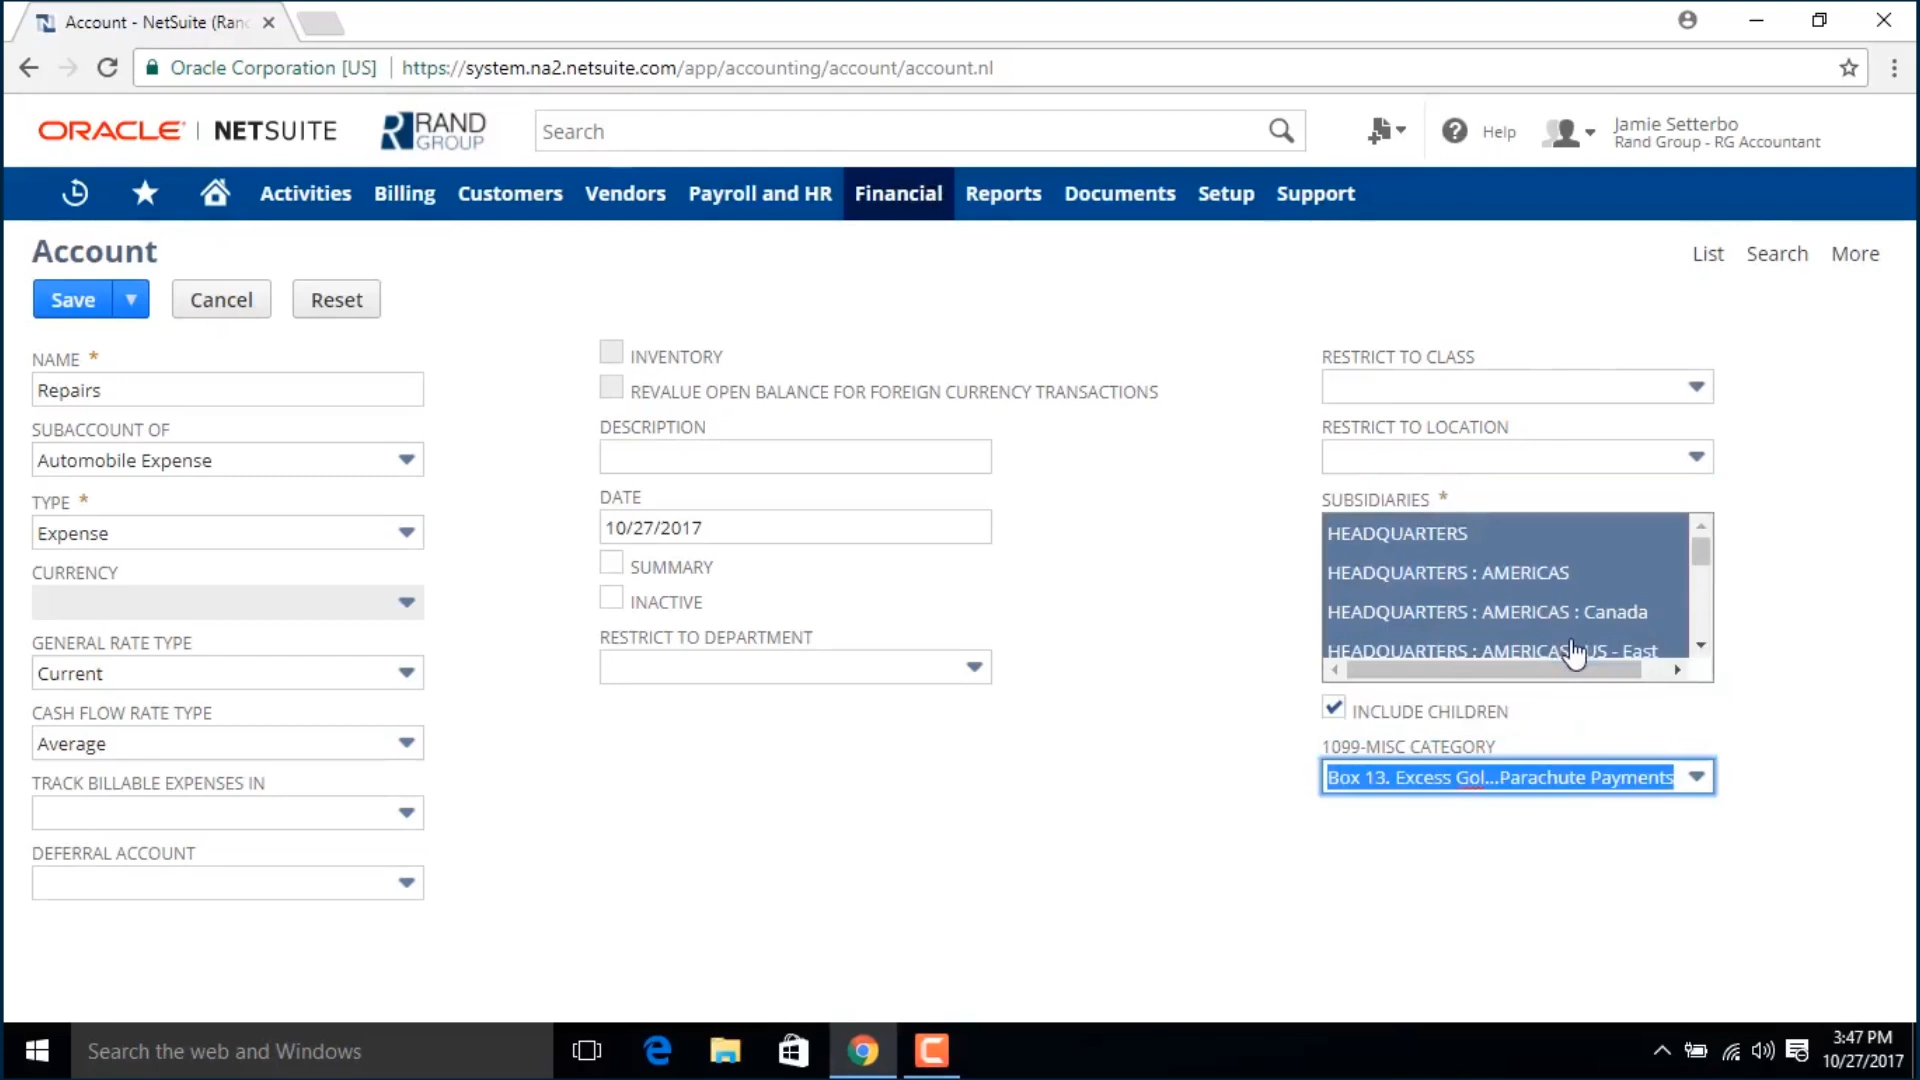 Account - NetSuite (Rand
Oracle Corporation [US]
https://system.na2.netsuite.com/app/accounting/account/account.nl
ORACLE | NETSUITE
RAND GROUP
Search
Help
Jamie Setterbo
Rand Group - RG Accountant
Activities
Billing
Customers
Vendors
Payroll and HR
Financial
Reports
Documents
Setup
Support
Account
List
Search
More
Save
Cancel
Reset
NAME *
Repairs
SUBACCOUNT OF
Automobile Expense
TYPE *
Expense
CURRENCY
GENERAL RATE TYPE
Current
CASH FLOW RATE TYPE
Average
TRACK BILLABLE EXPENSES IN
DEFERRAL ACCOUNT
INVENTORY
REVALUE OPEN BALANCE FOR FOREIGN CURRENCY TRANSACTIONS
DESCRIPTION
DATE
10/27/2017
SUMMARY
INACTIVE
RESTRICT TO DEPARTMENT
RESTRICT TO CLASS
RESTRICT TO LOCATION
SUBSIDIARIES *
HEADQUARTERS
HEADQUARTERS : AMERICAS
HEADQUARTERS : AMERICAS : Canada
HEADQUARTERS : AMERICAS : US - East
INCLUDE CHILDREN
1099-MISC CATEGORY
Box 13. Excess Gol...Parachute Payments
Search the web and Windows
3:47 PM
10/27/2017